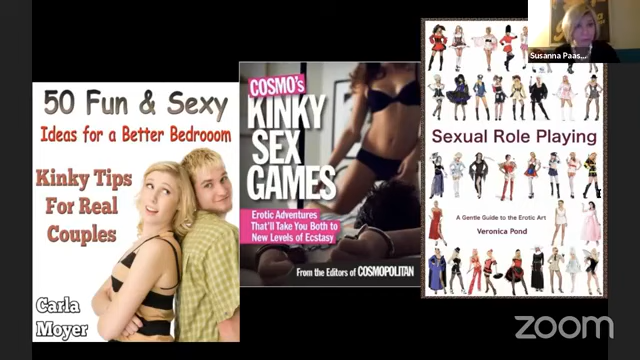 50 Fun & Sexy
Ideas for a Better Bedrooom
Kinky Tips
For Real
Couples
Carla
Moyer
COSMO's
KINKY
SEX
GAMES
Erotic Adventures
That'll Take You Both to
New Levels of Ecstasy
From the Editors of COSMOPOLITAN
Sexual Role Playing
A Gentle Guide to the Erotic Art
Veronica Pond
Susanna Paas...
zoom